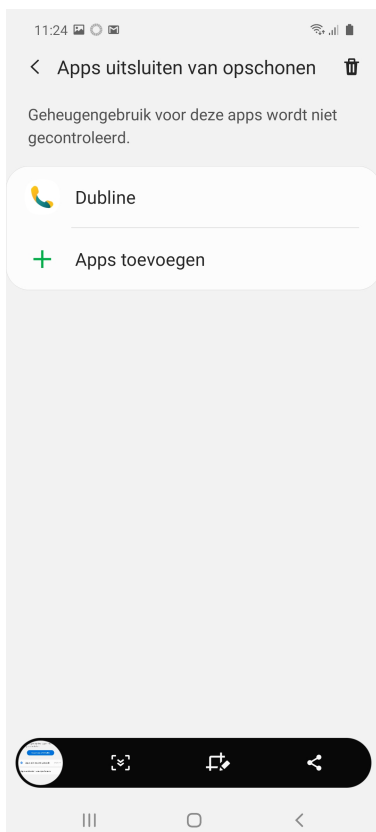 11:24
Apps uitsluiten van opschonen
Geheugengebruik voor deze apps wordt niet
gecontroleerd.
Dubline
Apps toevoegen